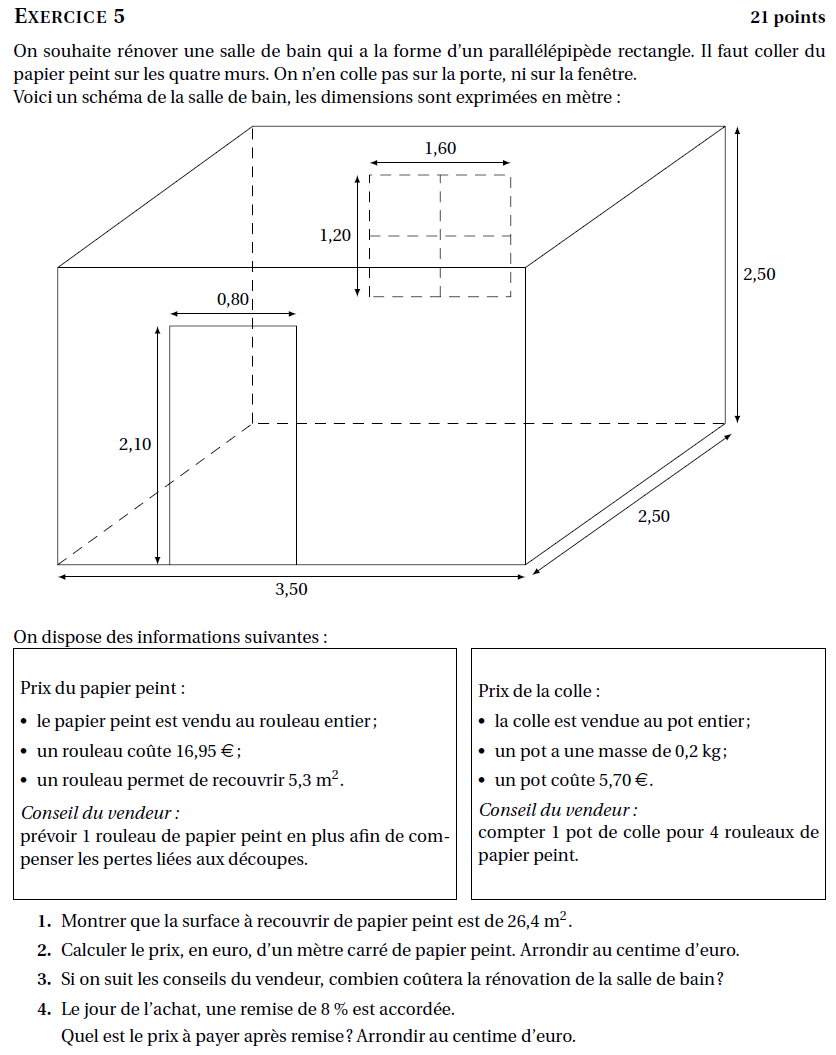 EXERCICE 5 21 points
On souhaite rénover une salle de bain qui a la forme d'un parallélépipède rectangle. Il faut coller du
papier peint sur les quatre murs. On n'en colle pas sur la porte, ni sur la fenêtre.
Voici un schéma de la salle de bain, les dimensions sont exprimées en mètre :
1,60
1,20
2,50
0,80
2,10
2,50
3,50
On dispose des informations suivantes :
Prix du papier peint :
• le papier peint est vendu au rouleau entier ;
• un rouleau coûte 16,95 € ;
• un rouleau permet de recouvrir 5,3 m².
Conseil du vendeur :
prévoir 1 rouleau de papier peint en plus afin de com-
penser les pertes liées aux découpes.
Prix de la colle :
• la colle est vendue au pot entier ;
• un pot a une masse de 0,2 kg ;
• un pot coûte 5,70 €.
Conseil du vendeur :
compter 1 pot de colle pour 4 rouleaux de
papier peint.
1. Montrer que la surface à recouvrir de papier peint est de 26,4 m².
2. Calculer le prix, en euro, d'un mètre carré de papier peint. Arrondir au centime d'euro.
3. Si on suit les conseils du vendeur, combien coûtera la rénovation de la salle de bain ?
4. Le jour de l'achat, une remise de 8 % est accordée.
Quel est le prix à payer après remise ? Arrondir au centime d'euro.